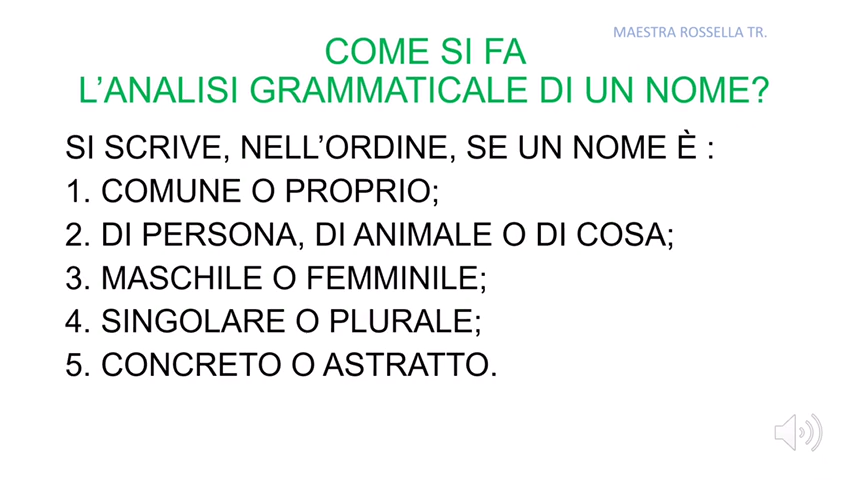 MAESTRA ROSSELLA TR.
COME SI FA
L’ANALISI GRAMMATICALE DI UN NOME?
SI SCRIVE, NELL’ORDINE, SE UN NOME È :
1. COMUNE O PROPRIO;
2. DI PERSONA, DI ANIMALE O DI COSA;
3. MASCHILE O FEMMINILE;
4. SINGOLARE O PLURALE;
5. CONCRETO O ASTRATTO.